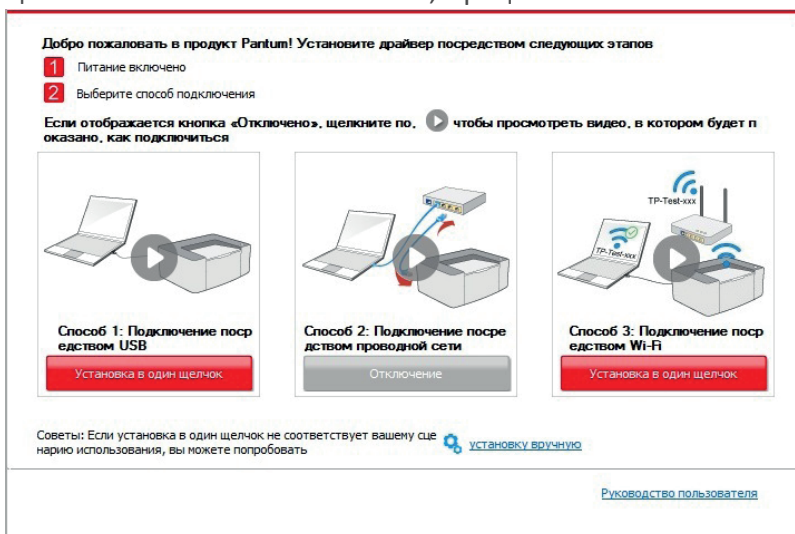 Добро пожаловать в продукт Pantum! Установите драйвер посредством следующих этапов
1 Питание включено
2 Выберите способ подключения
Если отображается кнопка «Отключено», щелкните по, чтобы просмотреть видео, в котором будет п
оказано, как подключиться
TP-Test-xxx
TP-Test-xxx
Способ 1: Подключение поср
едством USB
Установка в один щелчок
Способ 2: Подключение посре
дством проводной сети
Отключение
Способ 3: Подключение поср
едством Wi-Fi
Установка в один щелчок
Советы: Если установка в один щелчок не соответствует вашему сце
нарию использования, вы можете попробовать
установку вручную
Руководство пользователя